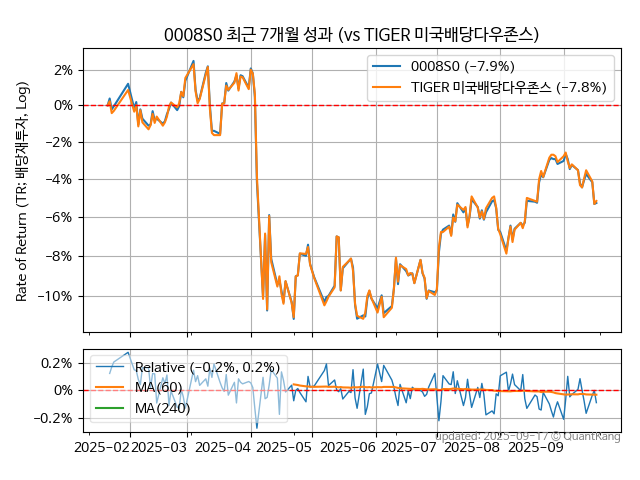 0008S0 최근 7개월 성과 (vs TIGER 미국배당다우존스)
Rate of Return (TR: 배당재투자, Log)
2%
0%
−2%
−4%
−6%
−8%
−10%
0008S0 (−7.9%)
TIGER 미국배당다우존스 (−7.8%)
0.2%
0.0%
−0.2%
Relative (−0.2%, 0.2%)
MA(60)
MA(240)
updated: 2025-09-17 © QuantKang
2025-02 2025-03 2025-04 2025-05 2025-06 2025-07 2025-08 2025-09